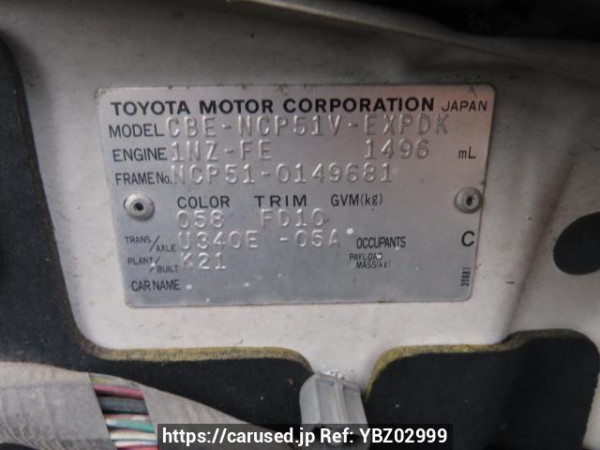 TOYOTA MOTOR CORPORATION JAPAN
MODEL CBE-NCP51V-EXPDK
ENGINE 1NZ-FE 1496 mL
FRAME No. NCP51-0149681
COLOR TRIM GVM(kg)
058 FD10
TRANS/AXLE U340E -05A OCCUPANTS C
PLANT/BUILT K21 PAYLOAD MASS(kg)
CAR NAME
https://carused.jp Ref: YBZ02999